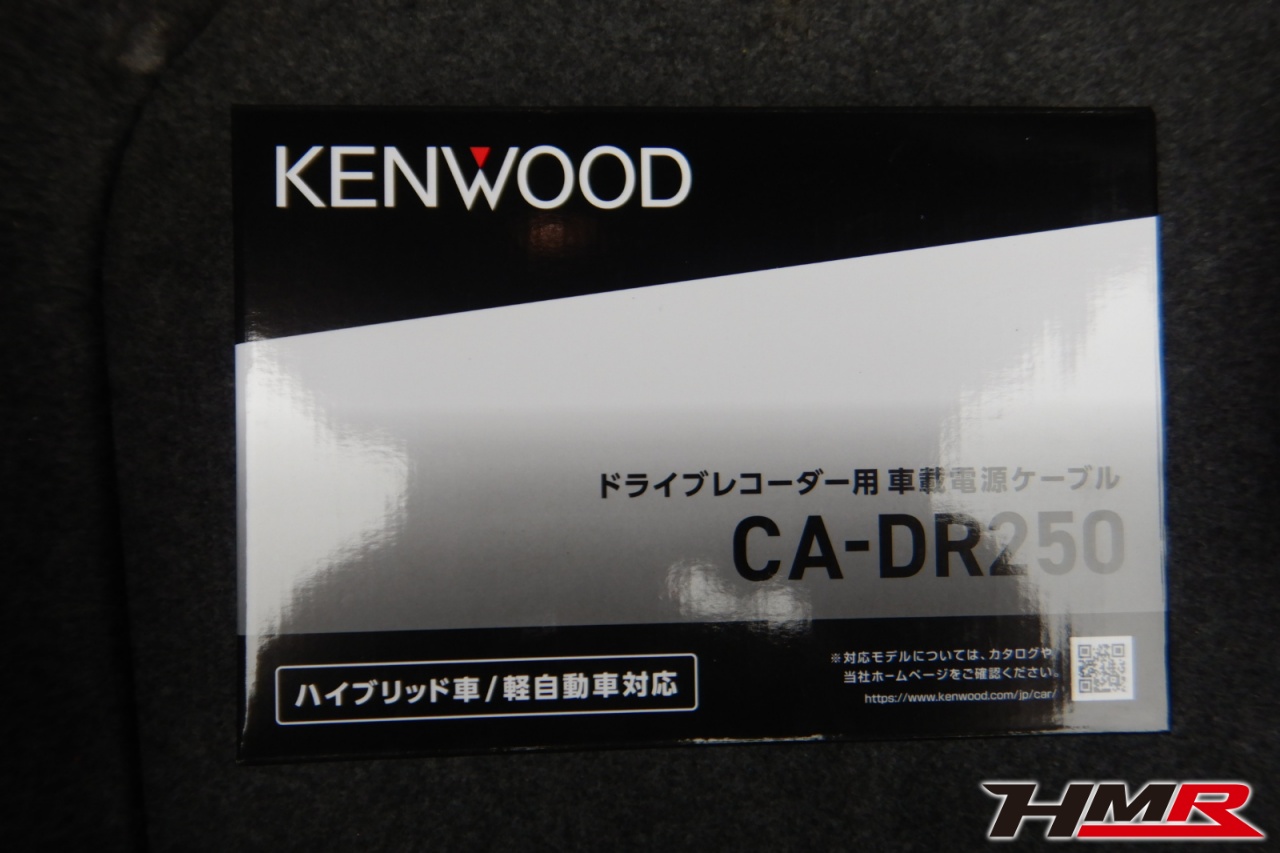 KENWOOD
ドライブレコーダー用 車載電源ケーブル
CA-DR250
ハイブリッド車/軽自動車対応
※対応モデルについては、カタログや
当社ホームページをご確認ください。
https://www.kenwood.com/jp/car/
HMR